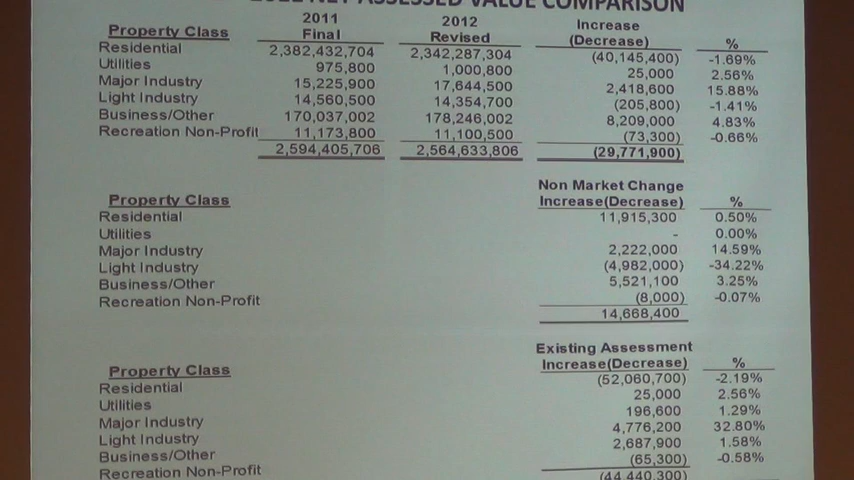 NET ASSESSED VALUE COMPARISON
Property Class 2011 Final 2012 Revised Increase (Decrease) %
Residential 2,382,432,704 2,342,287,304 (40,145,400) -1.69%
Utilities 975,800 1,000,800 25,000 2.56%
Major Industry 15,225,900 17,644,500 2,418,600 15.88%
Light Industry 14,560,500 14,354,700 (205,800) -1.41%
Business/Other 170,037,002 178,246,002 8,209,000 4.83%
Recreation Non-Profit 11,173,800 11,100,500 (73,300) -0.66%
2,594,405,706 2,564,633,806 (29,771,900)
Property Class Non Market Change Increase(Decrease) %
Residential 11,915,300 0.50%
Utilities - 0.00%
Major Industry 2,222,000 14.59%
Light Industry (4,982,000) -34.22%
Business/Other 5,521,100 3.25%
Recreation Non-Profit (8,000) -0.07%
14,668,400
Property Class Existing Assessment Increase(Decrease) %
Residential (52,060,700) -2.19%
Utilities 25,000 2.56%
Major Industry 196,600 1.29%
Light Industry 4,776,200 32.80%
Business/Other 2,687,900 1.58%
Recreation Non-Profit (65,300) -0.58%
(44,440,300)